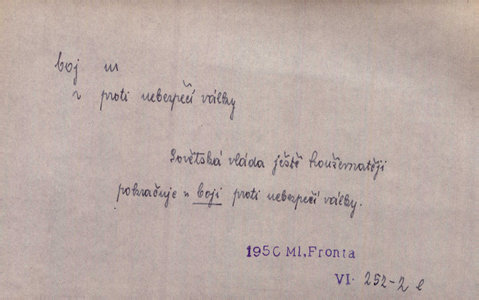 boj m
v proti nebezpečí války
Sovětská vláda ještě houževnatěji
pokračuje v boji proti nebezpečí války.
1950 Ml. Fronta
VI. 252-2 l